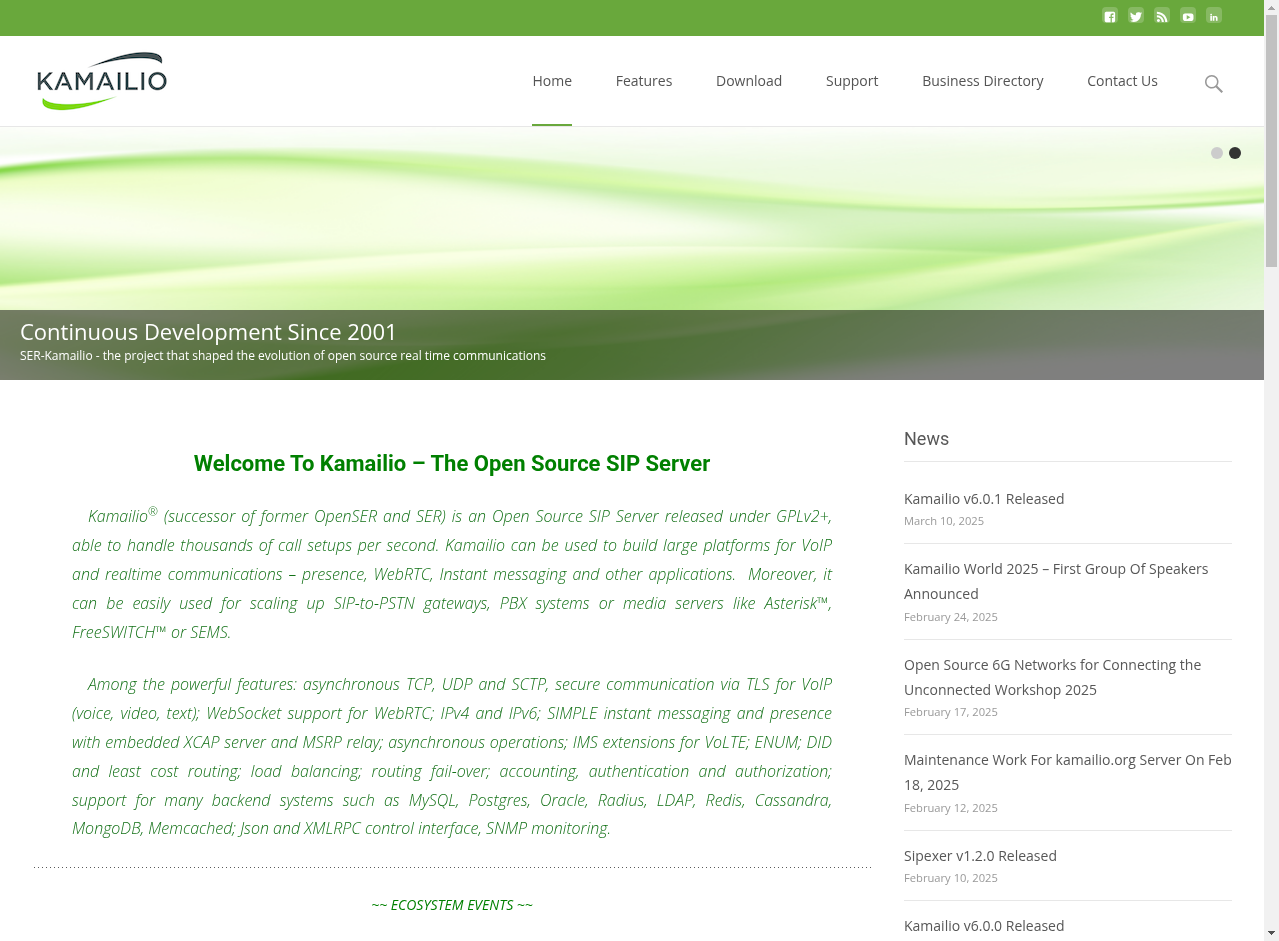 KAMAILIO
Home
Features
Download
Support
Business Directory
Contact Us
Continuous Development Since 2001
SER-Kamailio - the project that shaped the evolution of open source real time communications
Welcome To Kamailio – The Open Source SIP Server
Kamailio® (successor of former OpenSER and SER) is an Open Source SIP Server released under GPLv2+,
able to handle thousands of call setups per second. Kamailio can be used to build large platforms for VoIP
and realtime communications – presence, WebRTC, Instant messaging and other applications.  Moreover, it
can be easily used for scaling up SIP-to-PSTN gateways, PBX systems or media servers like Asterisk™,
FreeSWITCH™ or SEMS.
Among the powerful features: asynchronous TCP, UDP and SCTP, secure communication via TLS for VoIP
(voice, video, text); WebSocket support for WebRTC; IPv4 and IPv6; SIMPLE instant messaging and presence
with embedded XCAP server and MSRP relay; asynchronous operations; IMS extensions for VoLTE; ENUM; DID
and least cost routing; load balancing; routing fail-over; accounting, authentication and authorization;
support for many backend systems such as MySQL, Postgres, Oracle, Radius, LDAP, Redis, Cassandra,
MongoDB, Memcached; Json and XMLRPC control interface, SNMP monitoring.
~~ ECOSYSTEM EVENTS ~~
News
Kamailio v6.0.1 Released
March 10, 2025
Kamailio World 2025 – First Group Of Speakers
Announced
February 24, 2025
Open Source 6G Networks for Connecting the
Unconnected Workshop 2025
February 17, 2025
Maintenance Work For kamailio.org Server On Feb
18, 2025
February 12, 2025
Sipexer v1.2.0 Released
February 10, 2025
Kamailio v6.0.0 Released